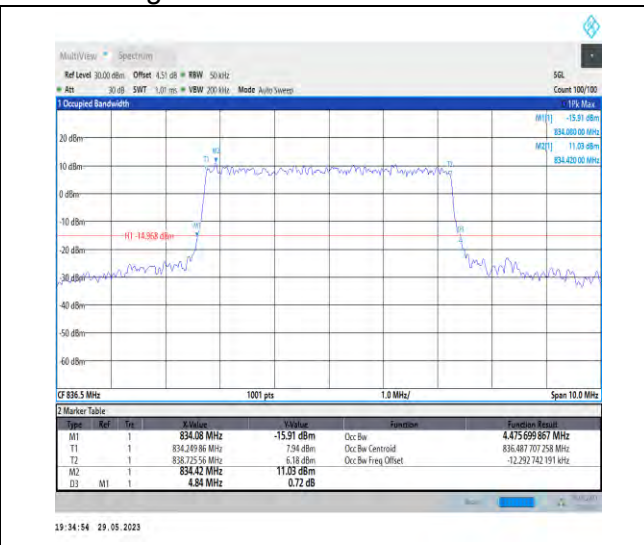 MultiView Spectrum
Ref Level 30.00 dBm Offset 4.51 dB RBW 50 kHz SGL
Att 30 dB SWT 1.01 ms VBW 200 kHz Mode Auto Sweep Count 100/100
1 Occupied Bandwidth 1Pk Max
M1[1] -15.91 dBm
834.080 00 MHz
20 dBm M2[1] 11.03 dBm
M2 834.420 00 MHz
T1 T2
10 dBm
0 dBm
-10 dBm
M1 D3
H1 -14.968 dBm
-20 dBm
-30 dBm
-40 dBm
-50 dBm
-60 dBm
CF 836.5 MHz 1001 pts 1.0 MHz/ Span 10.0 MHz
2 Marker Table
Type Ref Trc X-Value Y-Value Function Function Result
M1 1 834.08 MHz -15.91 dBm Occ Bw 4.475 699 867 MHz
T1 1 834.249 86 MHz 7.94 dBm Occ Bw Centroid 836.487 707 258 MHz
T2 1 838.725 56 MHz 6.18 dBm Occ Bw Freq Offset -12.292 742 191 kHz
M2 1 834.42 MHz 11.03 dBm
D3 M1 1 4.84 MHz 0.72 dB
19:34:54 29.05.2023